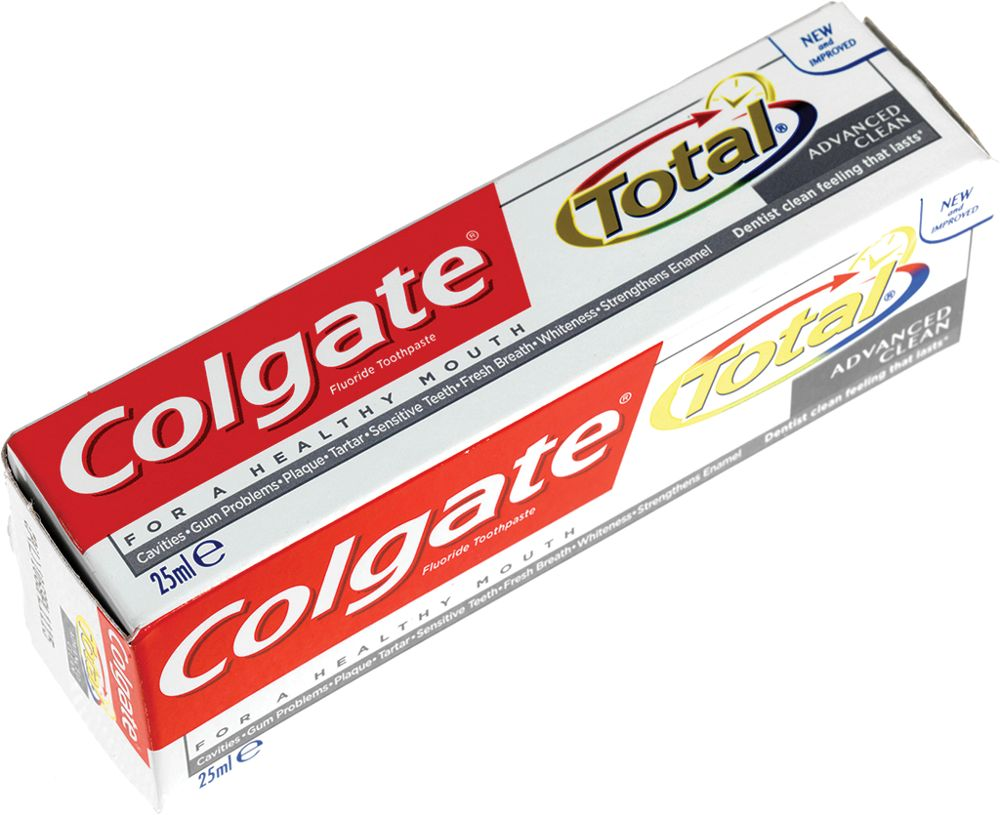 NEW
and
IMPROVED
Total®
ADVANCED
CLEAN
Dentist clean feeling that lasts*
Colgate®
Fluoride Toothpaste
FOR A HEALTHY MOUTH
Cavities • Gum Problems • Plaque • Tartar • Sensitive Teeth • Fresh Breath • Whiteness • Strengthens Enamel
25ml e
NEW
and
IMPROVED
Total®
ADVANCED
CLEAN
Dentist clean feeling that lasts*
Colgate®
Fluoride Toothpaste
FOR A HEALTHY MOUTH
Cavities • Gum Problems • Plaque • Tartar • Sensitive Teeth • Fresh Breath • Whiteness • Strengthens Enamel
25ml e
Colgate
Total